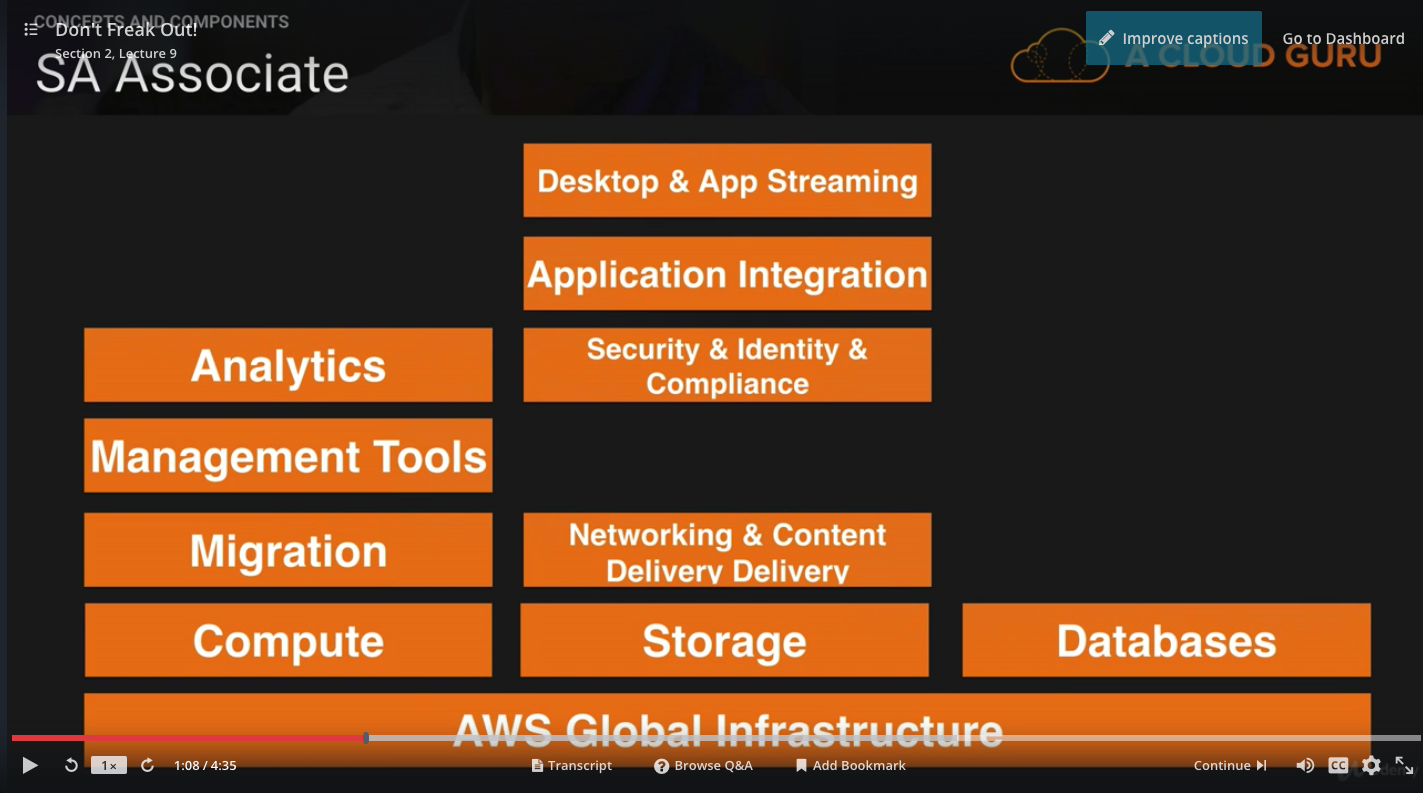 CONCEPTS AND COMPONENTS
Don't Freak Out!
Section 2, Lecture 9
SA Associate
Improve captions
Go to Dashboard
A CLOUD GURU
Desktop & App Streaming
Application Integration
Analytics
Security & Identity &
Compliance
Management Tools
Migration
Networking & Content
Delivery Delivery
Compute
Storage
Databases
AWS Global Infrastructure
1×
1:08 / 4:35
Transcript
Browse Q&A
Add Bookmark
Continue
CC